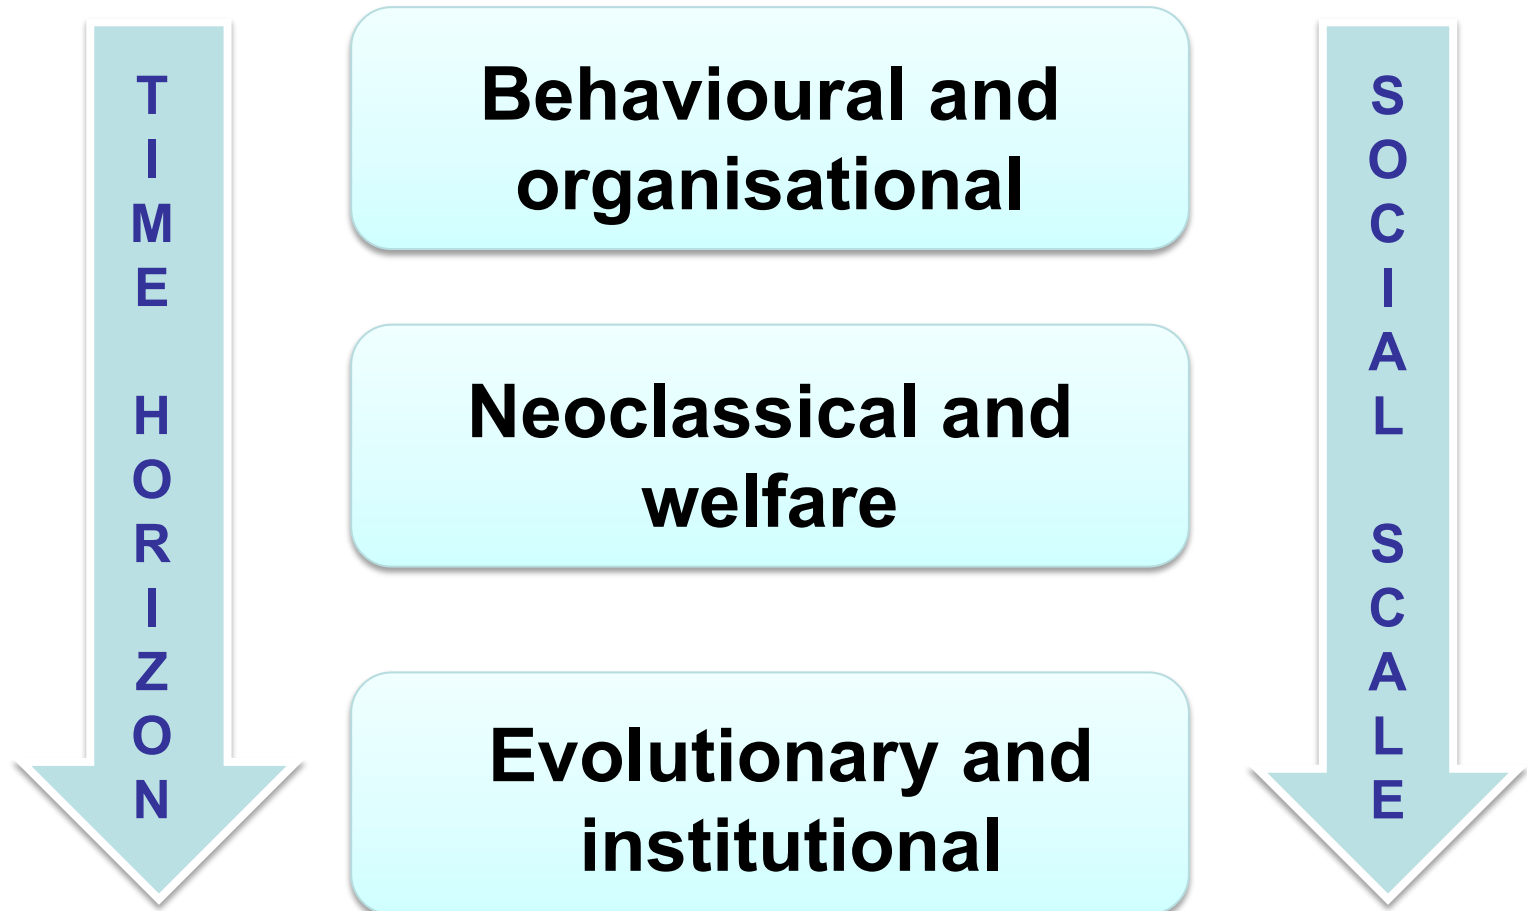 TIME HORIZON
Behavioural and
organisational
Neoclassical and
welfare
Evolutionary and
institutional
SOCIAL SCALE